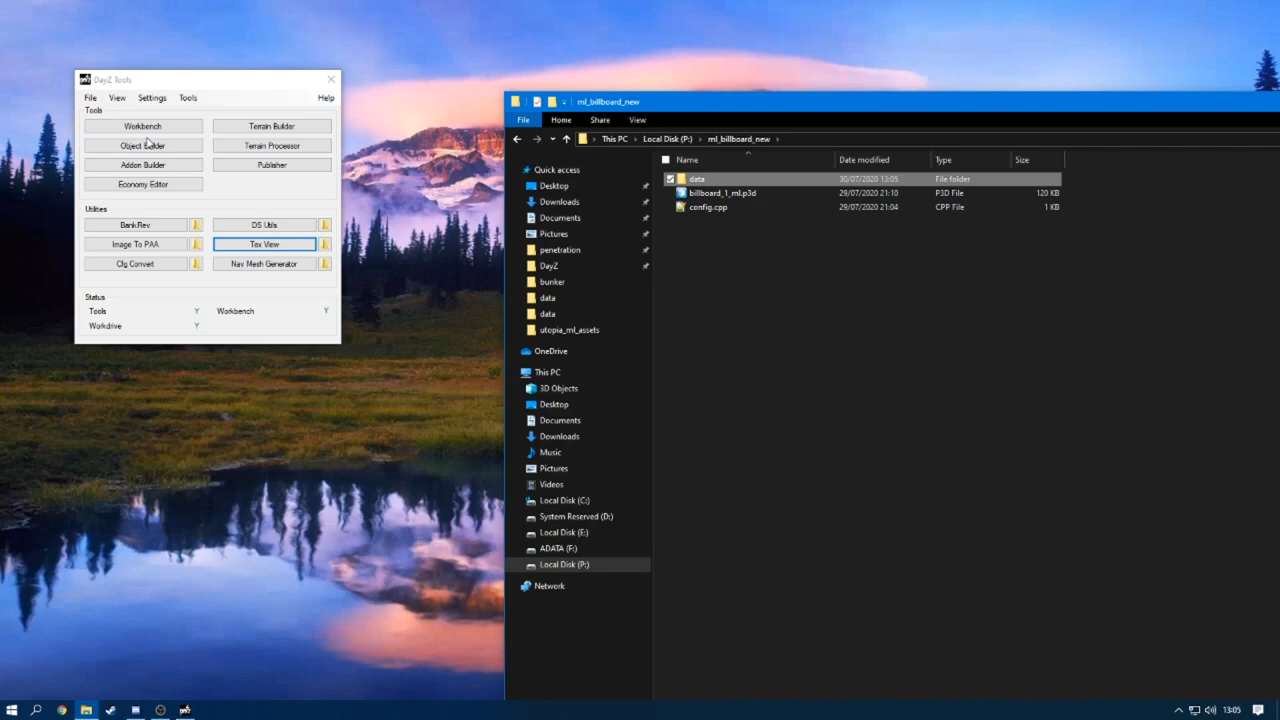 DayZ Tools
File View Settings Tools Help
Tools
Workbench Terrain Builder
Object Builder Terrain Processor
Addon Builder Publisher
Economy Editor
Utilities
BankRev DS Utils
Image To PAA Tex View
Cfg Convert Nav Mesh Generator
Status
Tools Y Workbench Y
Workdrive Y
ml_billboard_new
File Home Share View
This PC Local Disk (P:) ml_billboard_new
Quick access
Desktop
Downloads
Documents
Pictures
penetration
DayZ
bunker
data
data
utopia_ml_assets
OneDrive
This PC
3D Objects
Desktop
Documents
Downloads
Music
Pictures
Videos
Local Disk (C:)
System Reserved (D:)
Local Disk (E:)
ADATA (F:)
Local Disk (P:)
Network
Name Date modified Type Size
data 30/07/2020 13:05 File folder
billboard_1_ml.p3d 29/07/2020 21:10 P3D File 120 KB
config.cpp 29/07/2020 21:04 CPP File 1 KB
13:05